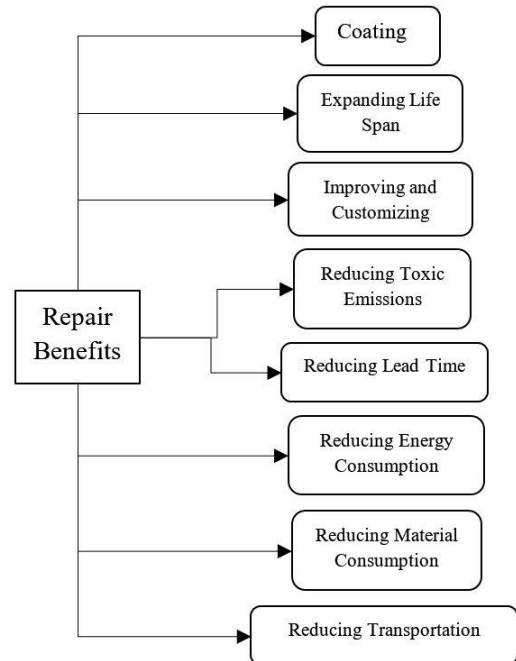 Coating
Expanding Life
Span
Improving and
Customizing
Reducing Toxic
Emissions
Repair
Benefits
Reducing Lead Time
Reducing Energy
Consumption
Reducing Material
Consumption
Reducing Transportation